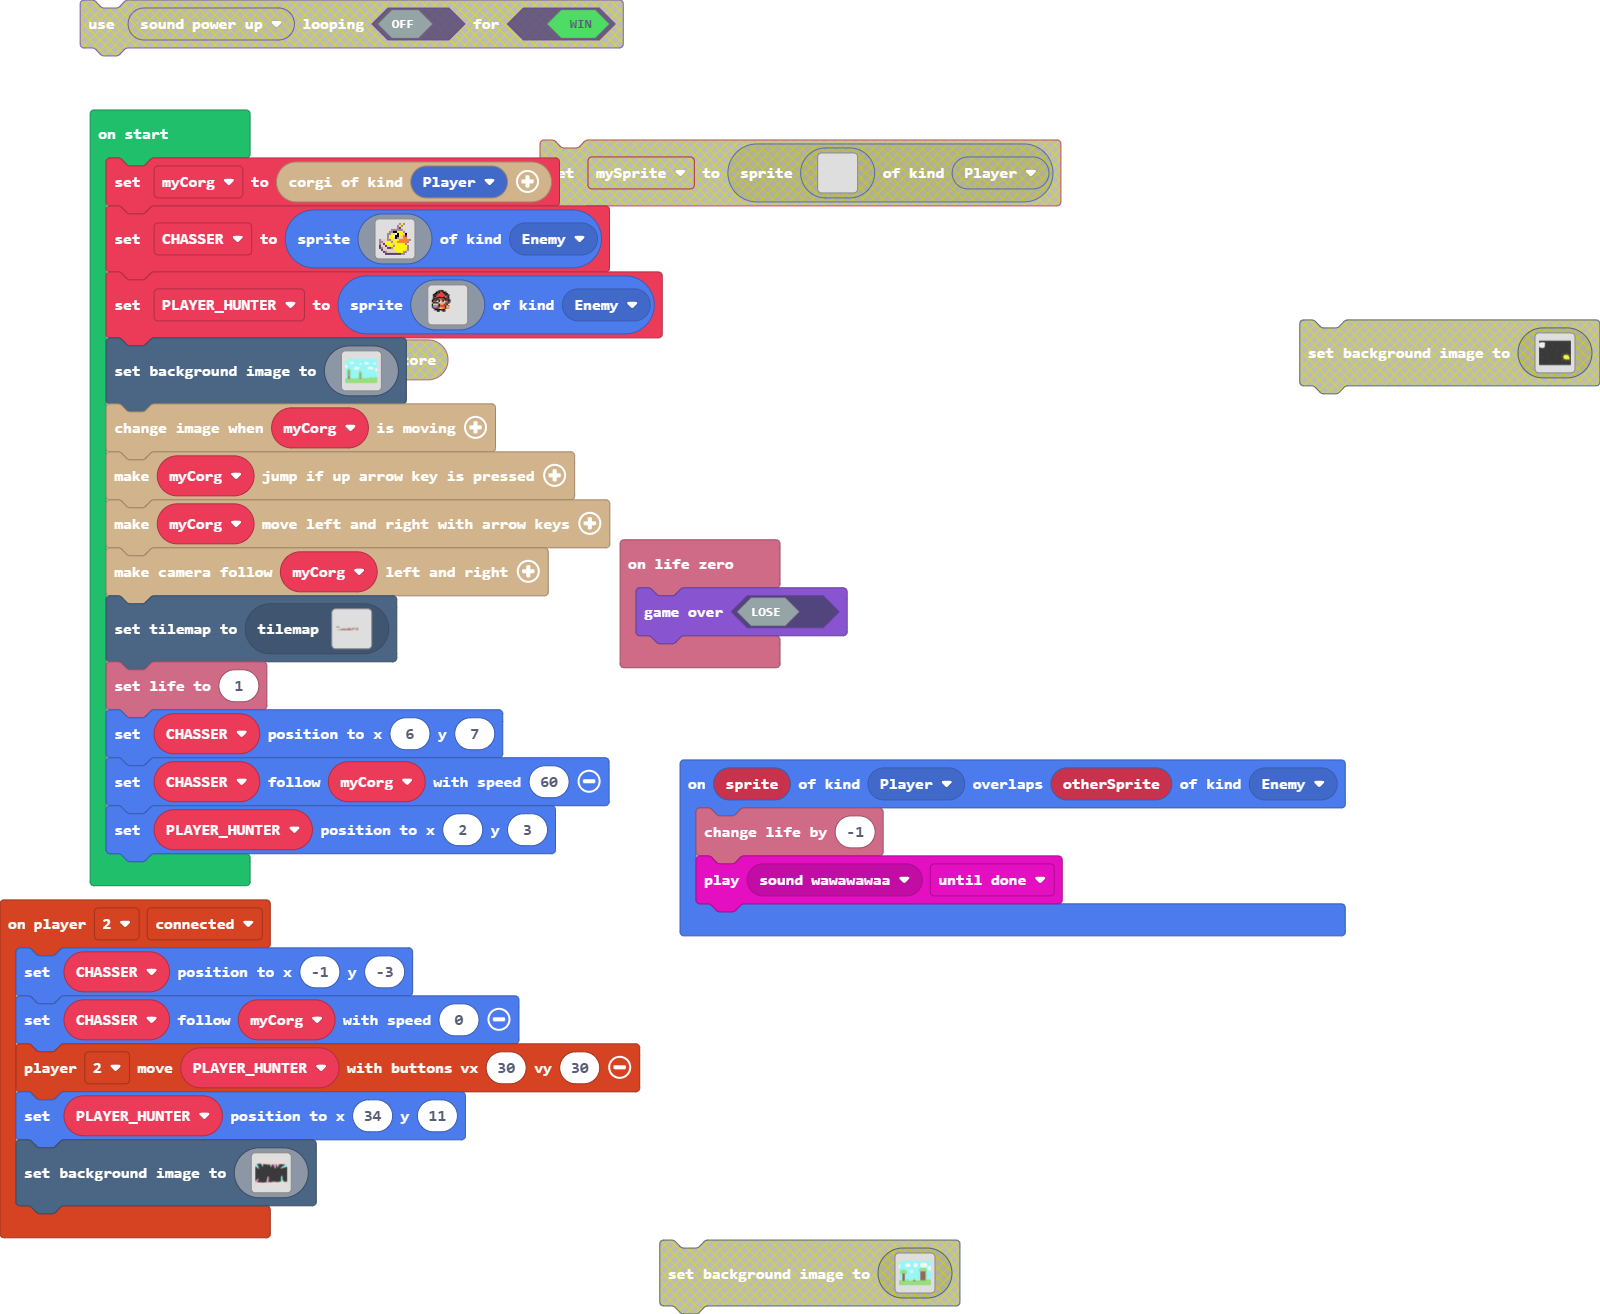 use sound power up looping OFF for WIN
on start
set myCorg to corgi of kind Player
et mySprite to sprite of kind Player
set CHASSER to sprite of kind Enemy
set PLAYER_HUNTER to sprite of kind Enemy
set background image to
core
set background image to
change image when myCorg is moving
make myCorg jump if up arrow key is pressed
make myCorg move left and right with arrow keys
make camera follow myCorg left and right
on life zero
game over LOSE
set tilemap to tilemap
set life to 1
set CHASSER position to x 6 y 7
set CHASSER follow myCorg with speed 60
set PLAYER_HUNTER position to x 2 y 3
on sprite of kind Player overlaps otherSprite of kind Enemy
change life by -1
play sound wawawawaa until done
on player 2 connected
set CHASSER position to x -1 y -3
set CHASSER follow myCorg with speed 0
player 2 move PLAYER_HUNTER with buttons vx 30 vy 30
set PLAYER_HUNTER position to x 34 y 11
set background image to
set background image to